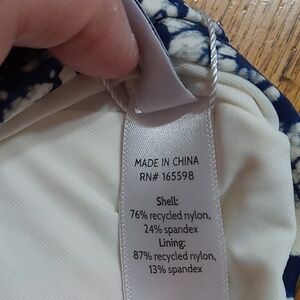 MADE IN CHINA
RN# 165598
Shell:
76% recycled nylon,
24% spandex
Lining:
87% recycled nylon,
13% spandex